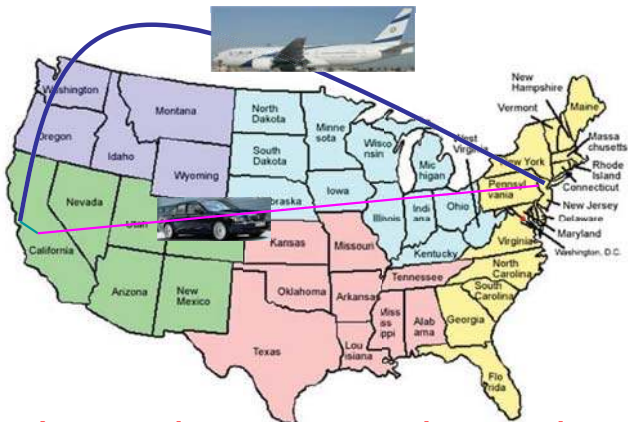 Washington
Oregon
Idaho
Montana
Wyoming
North
Dakota
South
Dakota
braska
Minne
sota
Iowa
Wisco
nsin
Mic
higan
Illinois
Indi
ana
Ohio
Kentucky
West
Virginia
New
Hampshire
Vermont
Maine
Massa
chusetts
Rhode
Island
Connecticut
New York
Pennsyl
vania
New Jersey
Delaware
Maryland
Washington, D.C.
Virginia
North
Carolina
South
Carolina
Georgia
Flo
rida
Nevada
Utah
California
Arizona
New
Mexico
Kansas
Missouri
Oklahoma
Arkansas
Tennessee
Miss
iss
ippi
Alab
ama
Lou
isiana
Texas